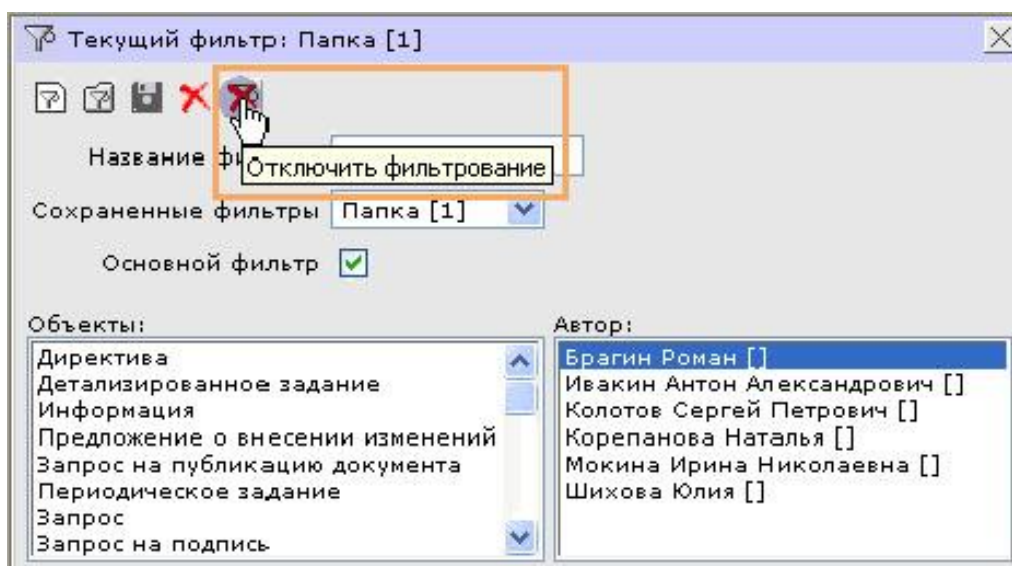 Текущий фильтр: Папка [1]
Название
Отключить фильтрование
Сохраненные фильтры Папка [1]
Основной фильтр
Объекты:
Директива
Детализированное задание
Информация
Предложение о внесении изменений
Запрос на публикацию документа
Периодическое задание
Запрос
Запрос на подпись
Автор:
Брагин Роман []
Ивакин Антон Александрович []
Колотов Сергей Петрович []
Корепанова Наталья []
Мокина Ирина Николаевна []
Шихова Юлия []